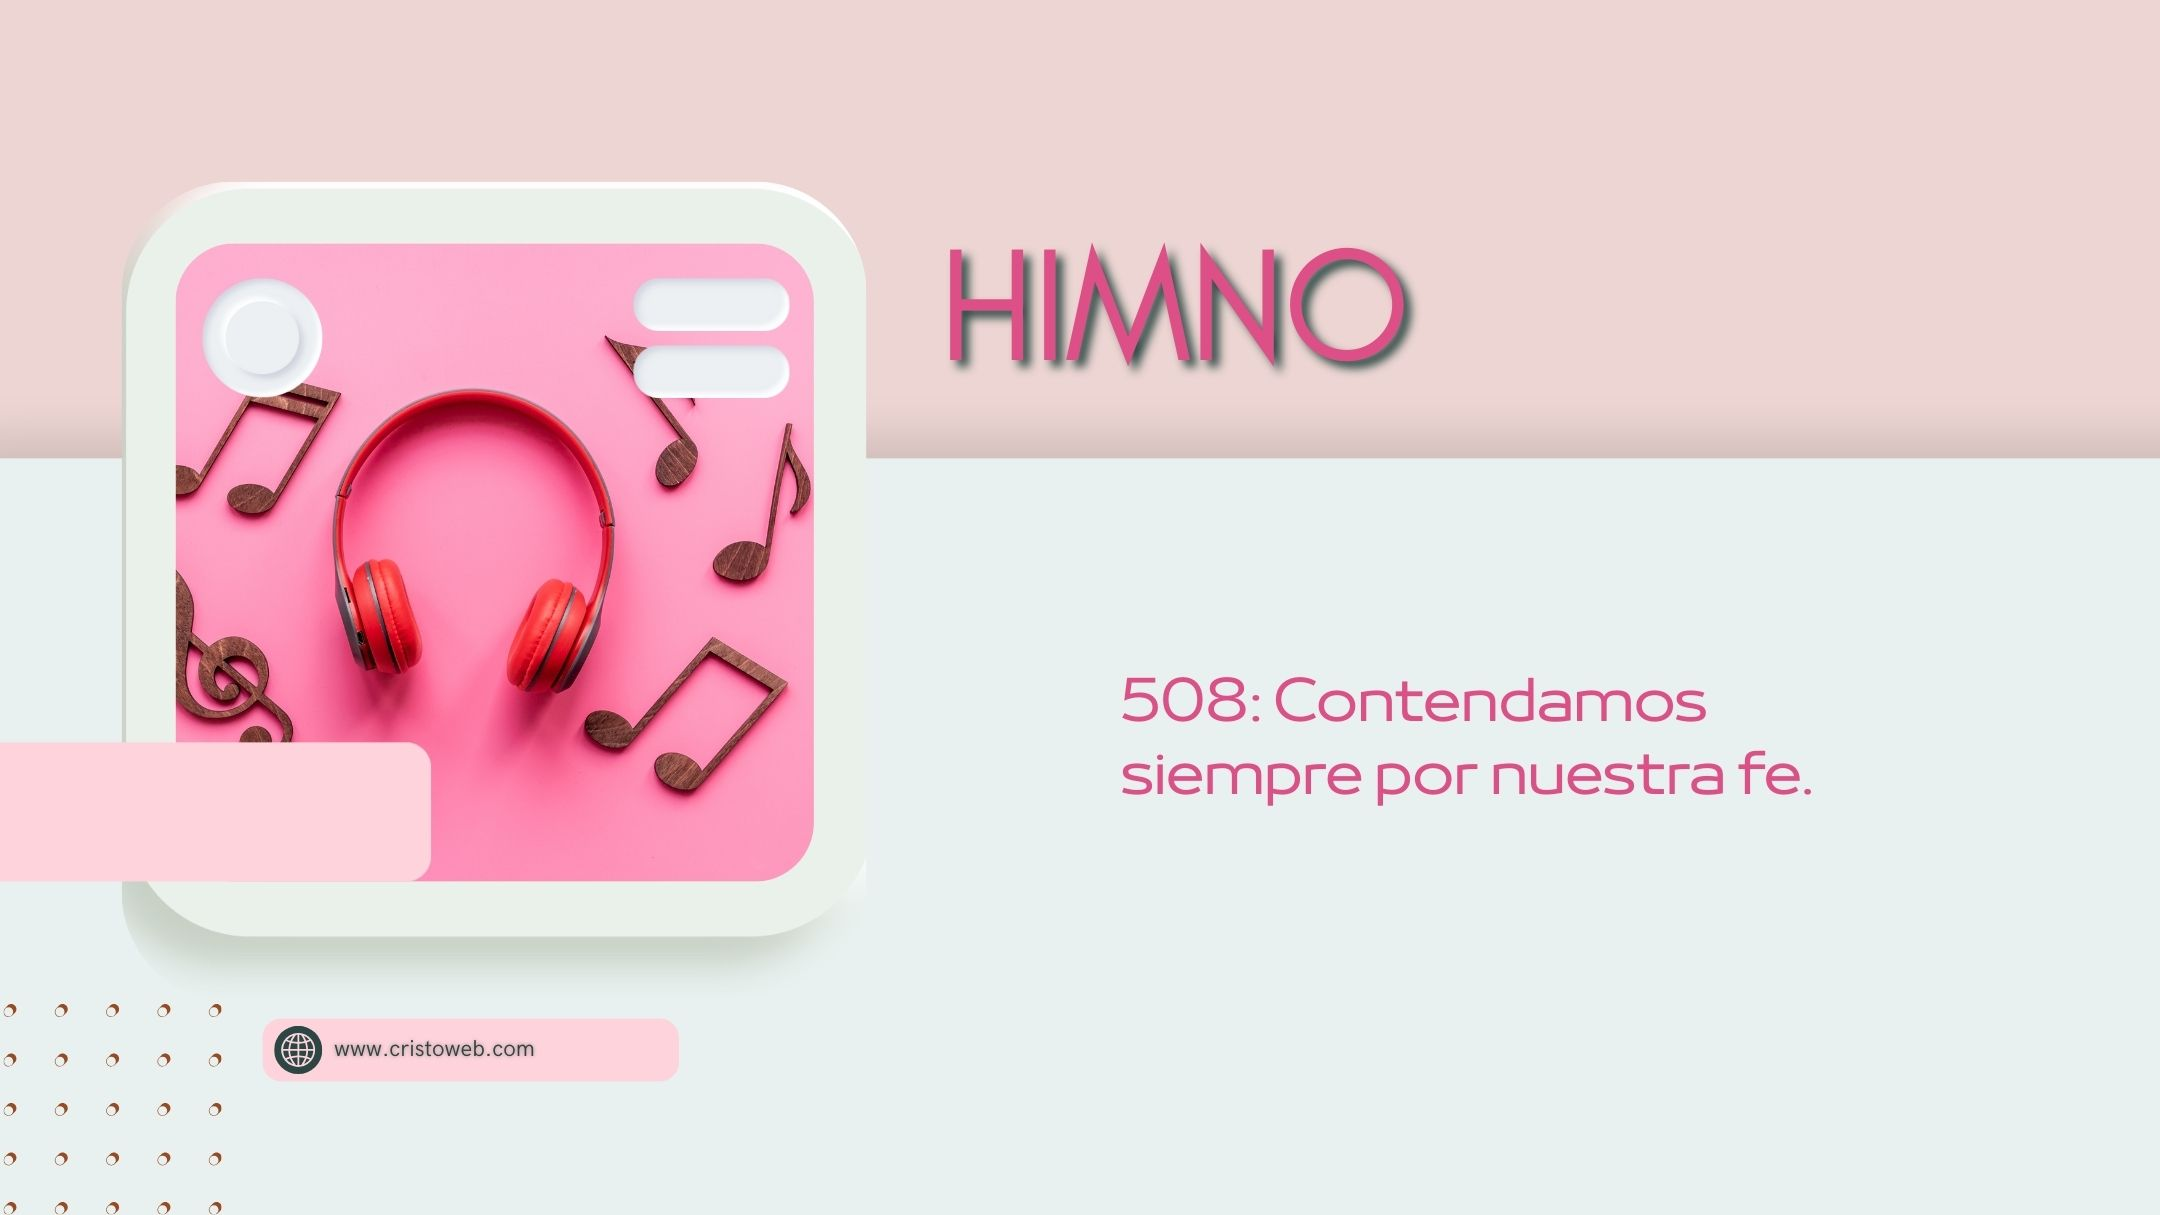 HIMNO
508: Contendamos
siempre por nuestra fe.
www.cristoweb.com